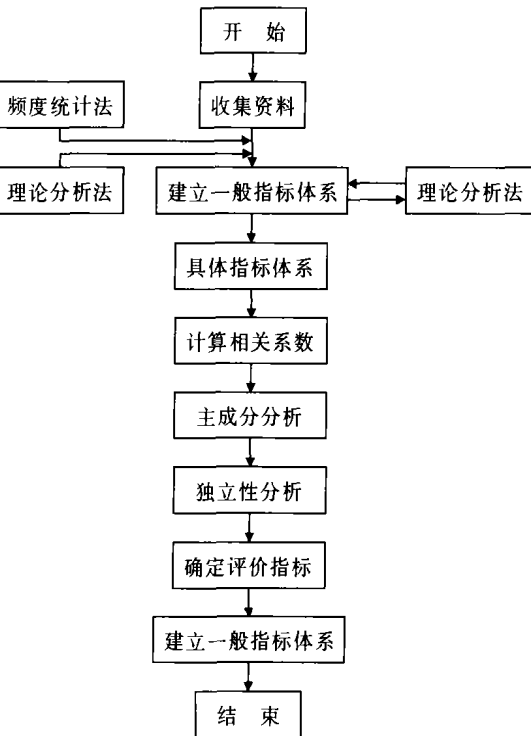 开 始
频度统计法
收集资料
理论分析法
建立一般指标体系
理论分析法
具体指标体系
计算相关系数
主成分分析
独立性分析
确定评价指标
建立一般指标体系
结 束